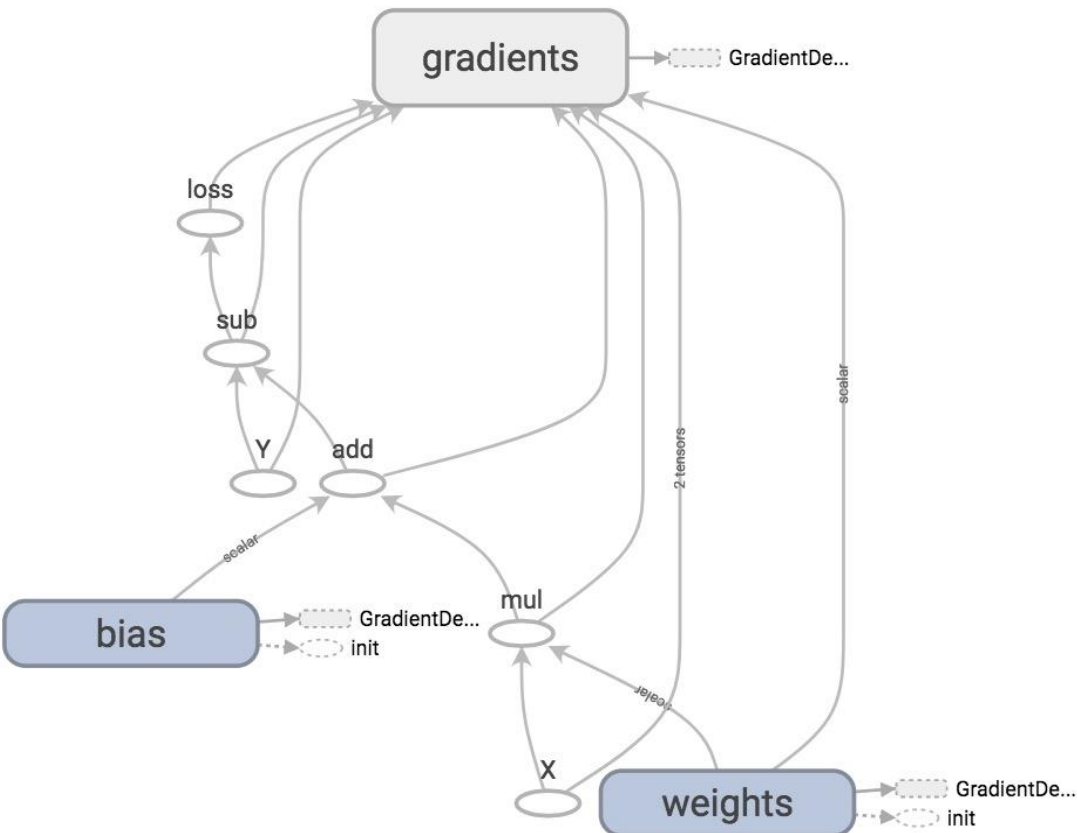 gradients
GradientDe...
loss
sub
scalar
Y
add
2 tensors
scalar
bias
GradientDe...
init
mul
scalar
X
weights
GradientDe...
init